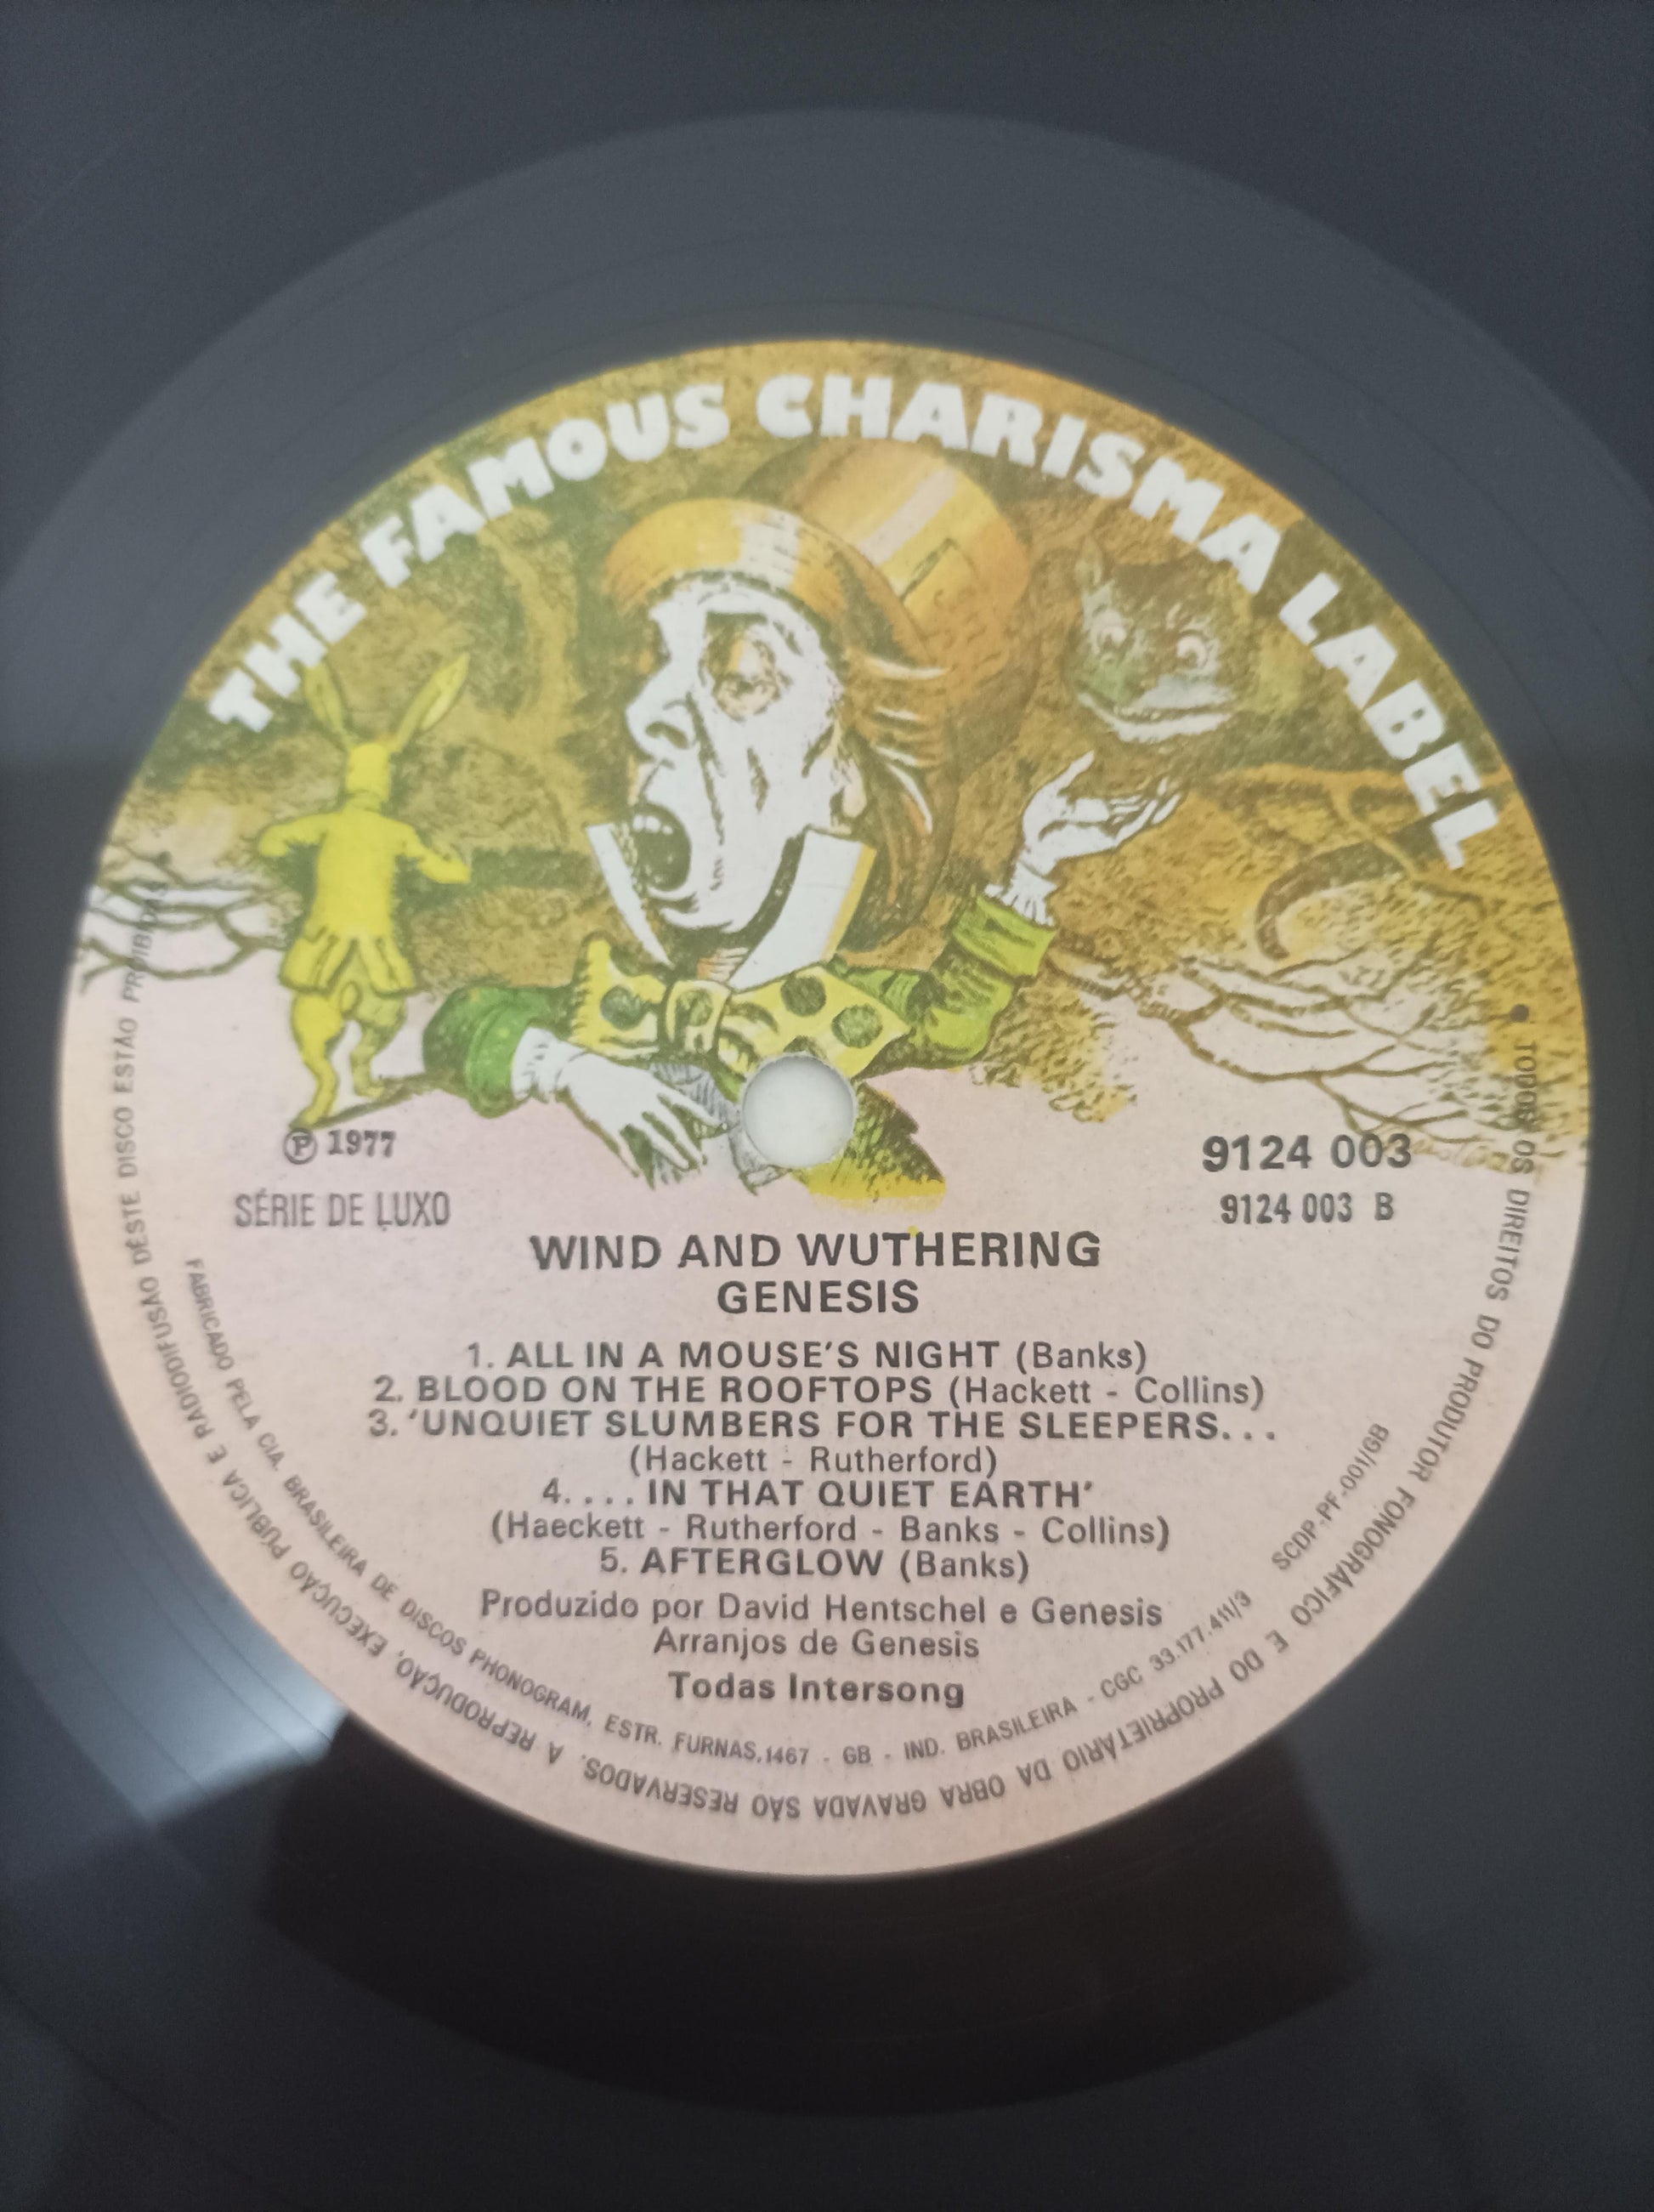 THE FAMOUS CHARISMA LABEL
Ⓟ 1977
SÉRIE DE LUXO
9124 003
9124 003 B
WIND AND WUTHERING
GENESIS
1. ALL IN A MOUSE'S NIGHT (Banks)
2. BLOOD ON THE ROOFTOPS (Hackett - Collins)
3. 'UNQUIET SLUMBERS FOR THE SLEEPERS...
(Hackett - Rutherford)
4. ... IN THAT QUIET EARTH'
(Haeckett - Rutherford - Banks - Collins)
5. AFTERGLOW (Banks)
Produzido por David Hentschel e Genesis
Arranjos de Genesis
Todas Intersong
FABRICADO PELA CIA. BRASILEIRA DE DISCOS PHONOGRAM, ESTR. FURNAS,1467 - GB - IND. BRASILEIRA - CGC 33.177.411/3 SCDP-PF-001/GB
• TODOS OS DIREITOS DO PRODUTOR FONOGRÁFICO E DO PROPRIETÁRIO DA OBRA GRAVADA SÃO RESERVADOS. A REPRODUÇÃO, EXECUÇÃO PÚBLICA E RADIODIFUSÃO DÊSTE DISCO ESTÃO PROIBIDAS •